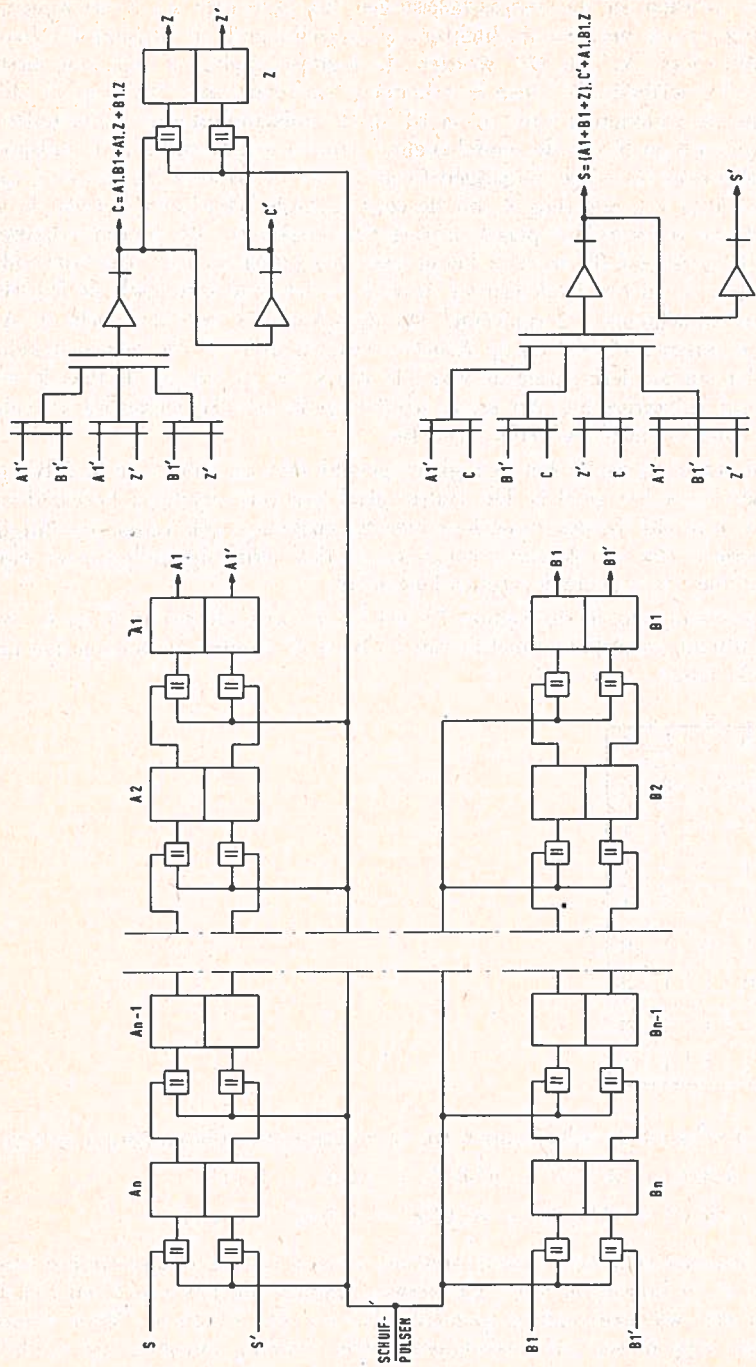 A1'
B1'
A1'
Z'
B1'
Z'
C = A1.B1 + A1.Z + B1.Z
C'
Z
Z'
Z
A1'
C
B1'
C
Z'
C
A1'
B1'
Z'
S = (A1 + B1 + Z). C' + A1.B1.Z
S'
S
S'
An
An-1
A2
A1
A1
A1'
SCHUIF-
PULSEN
B1
B1'
Bn
Bn-1
B2
B1
B1
B1'